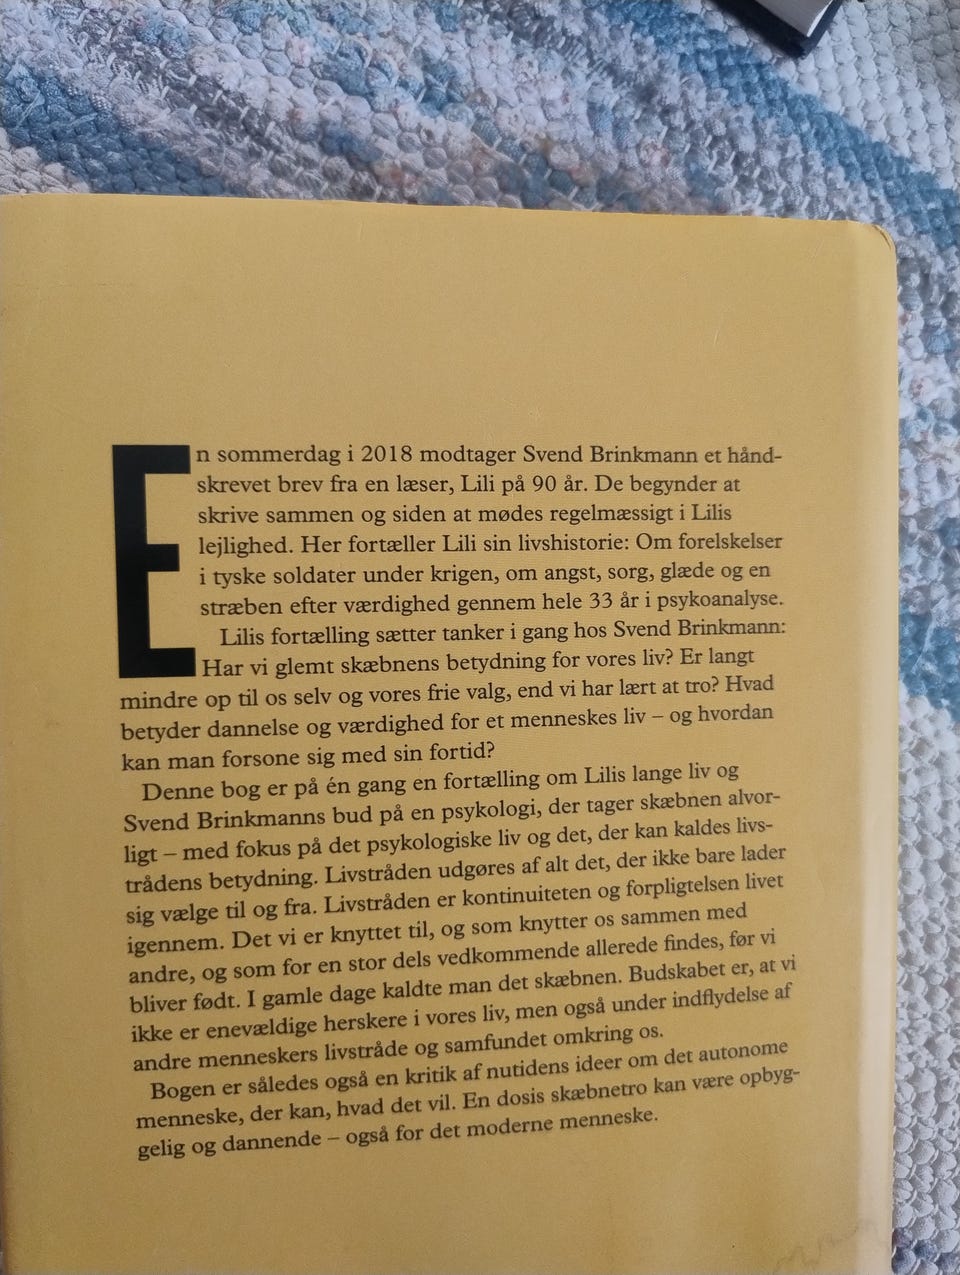 En sommerdag i 2018 modtager Svend Brinkmann et hånd-
skrevet brev fra en læser, Lili på 90 år. De begynder at
skrive sammen og siden at mødes regelmæssigt i Lilis
lejlighed. Her fortæller Lili sin livshistorie: Om forelskelser
i tyske soldater under krigen, om angst, sorg, glæde og en
stræben efter værdighed gennem hele 33 år i psykoanalyse.
Lilis fortælling sætter tanker i gang hos Svend Brinkmann:
Har vi glemt skæbnens betydning for vores liv? Er langt
mindre op til os selv og vores frie valg, end vi har lært at tro? Hvad
betyder dannelse og værdighed for et menneskes liv – og hvordan
kan man forsone sig med sin fortid?
Denne bog er på én gang en fortælling om Lilis lange liv og
Svend Brinkmanns bud på en psykologi, der tager skæbnen alvor-
ligt – med fokus på det psykologiske liv og det, der kan kaldes livs-
trådens betydning. Livstråden udgøres af alt det, der ikke bare lader
sig vælge til og fra. Livstråden er kontinuiteten og forpligtelsen livet
igennem. Det vi er knyttet til, og som knytter os sammen med
andre, og som for en stor dels vedkommende allerede findes, før vi
bliver født. I gamle dage kaldte man det skæbnen. Budskabet er, at vi
ikke er enevældige herskere i vores liv, men også under indflydelse af
andre menneskers livstråde og samfundet omkring os.
Bogen er således også en kritik af nutidens ideer om det autonome
menneske, der kan, hvad det vil. En dosis skæbnetro kan være opbyg-
gelig og dannende – også for det moderne menneske.